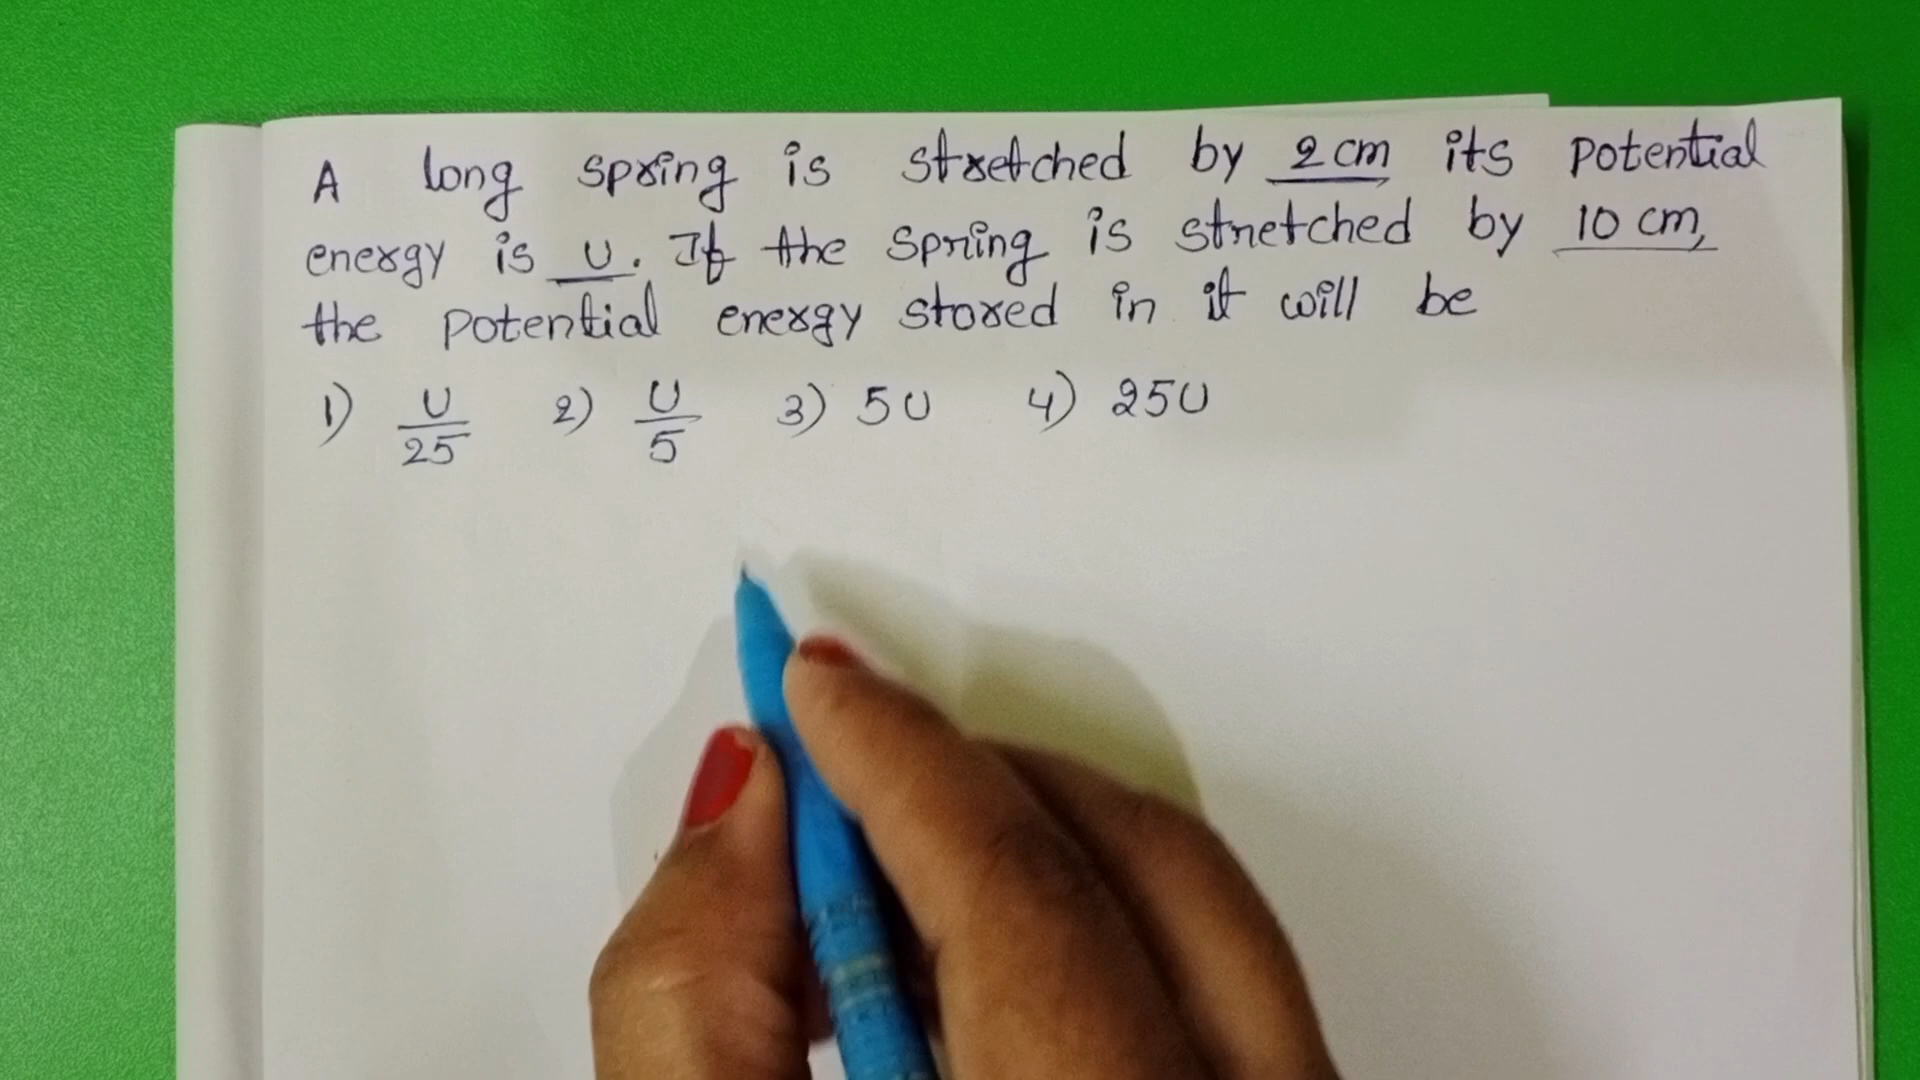 A long spring is stretched by 2 cm its potential
energy is U. If the spring is stretched by 10 cm,
the potential energy stored in it will be
1) U/25 2) U/5 3) 5U 4) 25U